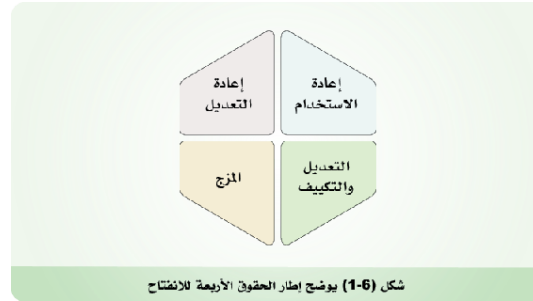 إعادة
الاستخدام
إعادة
التعديل
التعديل
والتكييف
المزج
شكل (6-1) يوضح إطار الحقوق الأربعة للانفتاح